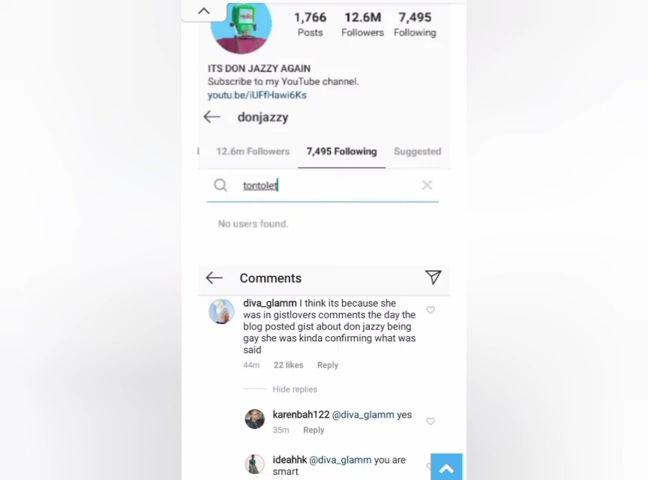 1,766 12.6M 7,495
Posts Followers Following
ITS DON JAZZY AGAIN
Subscribe to my YouTube channel.
youtu.be/iUFfHawi6Ks
donjazzy
12.6m Followers 7,495 Following Suggested
tontolet
No users found.
Comments
diva_glamm I think its because she
was in gistlovers comments the day the
blog posted gist about don jazzy being
gay she was kinda confirming what was
said
44m 22 likes Reply
Hide replies
karenbah122 @diva_glamm yes
35m Reply
ideahhk @diva_glamm you are
smart